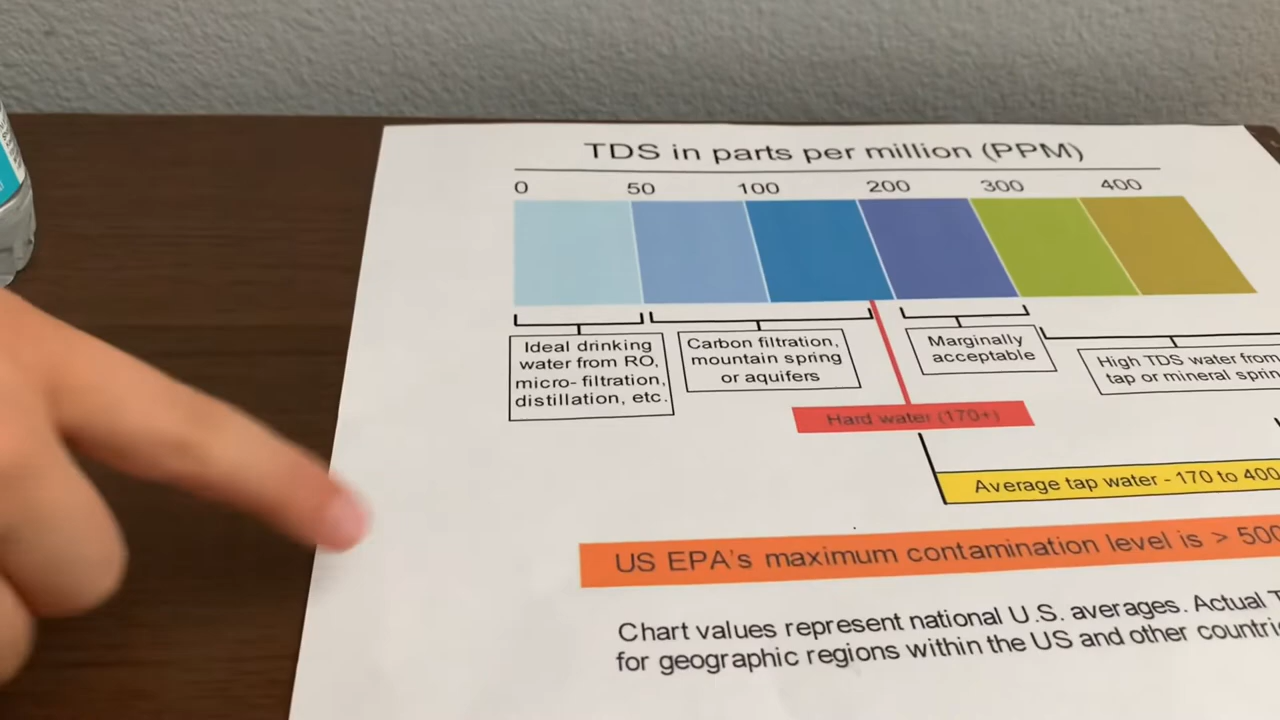 TDS in parts per million (PPM)
0 50 100 200 300 400
Ideal drinking
water from RO,
micro- filtration,
distillation, etc.
Carbon filtration,
mountain spring
or aquifers
Marginally
acceptable
High TDS water from
tap or mineral
Hard water (170+)
Average tap water - 170 to 400
US EPA's maximum contamination level is >
Chart values represent national U.S. averages. Actual
for geographic regions within the US and other